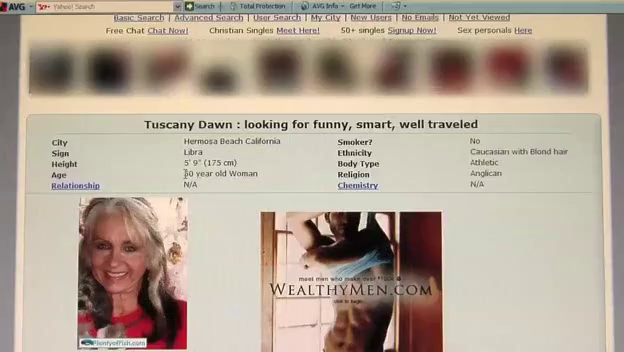 AVG Yahoo! Search Search Total Protection AVG Info Get More
Basic Search | Advanced Search | User Search | My City | New Users | No Emails | Not Yet Viewed
Free Chat Chat Now! Christian Singles Meet Here! 50+ singles Signup Now! Sex personals Here
Tuscany Dawn : looking for funny, smart, well traveled
City Hermosa Beach California Smoker? No
Sign Libra Ethnicity Caucasian with Blond hair
Height 5' 9" (175 cm) Body Type Athletic
Age year old Woman Religion Anglican
Relationship N/A Chemistry N/A
meet men who make over
WEALTHYMEN.COM
click to begin
PlentyofFish.com